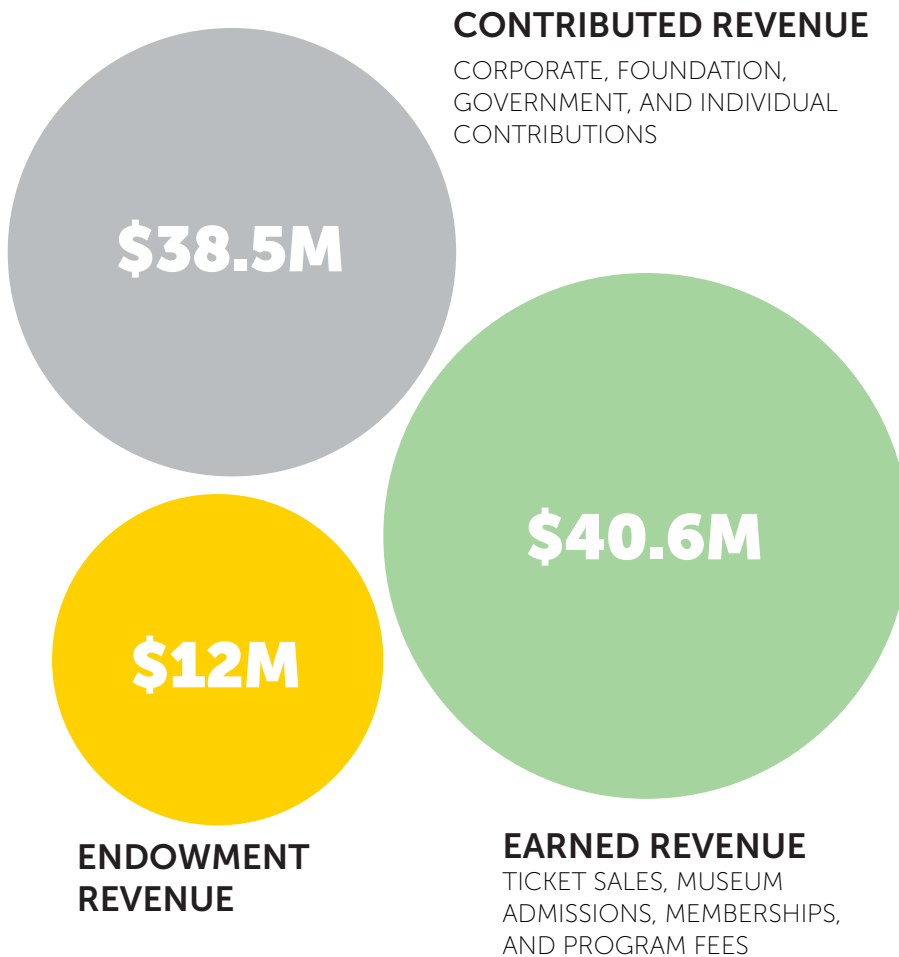 CONTRIBUTED REVENUE
CORPORATE, FOUNDATION,
GOVERNMENT, AND INDIVIDUAL
CONTRIBUTIONS
$38.5M
$40.6M
$12M
ENDOWMENT
REVENUE
EARNED REVENUE
TICKET SALES, MUSEUM
ADMISSIONS, MEMBERSHIPS,
AND PROGRAM FEES